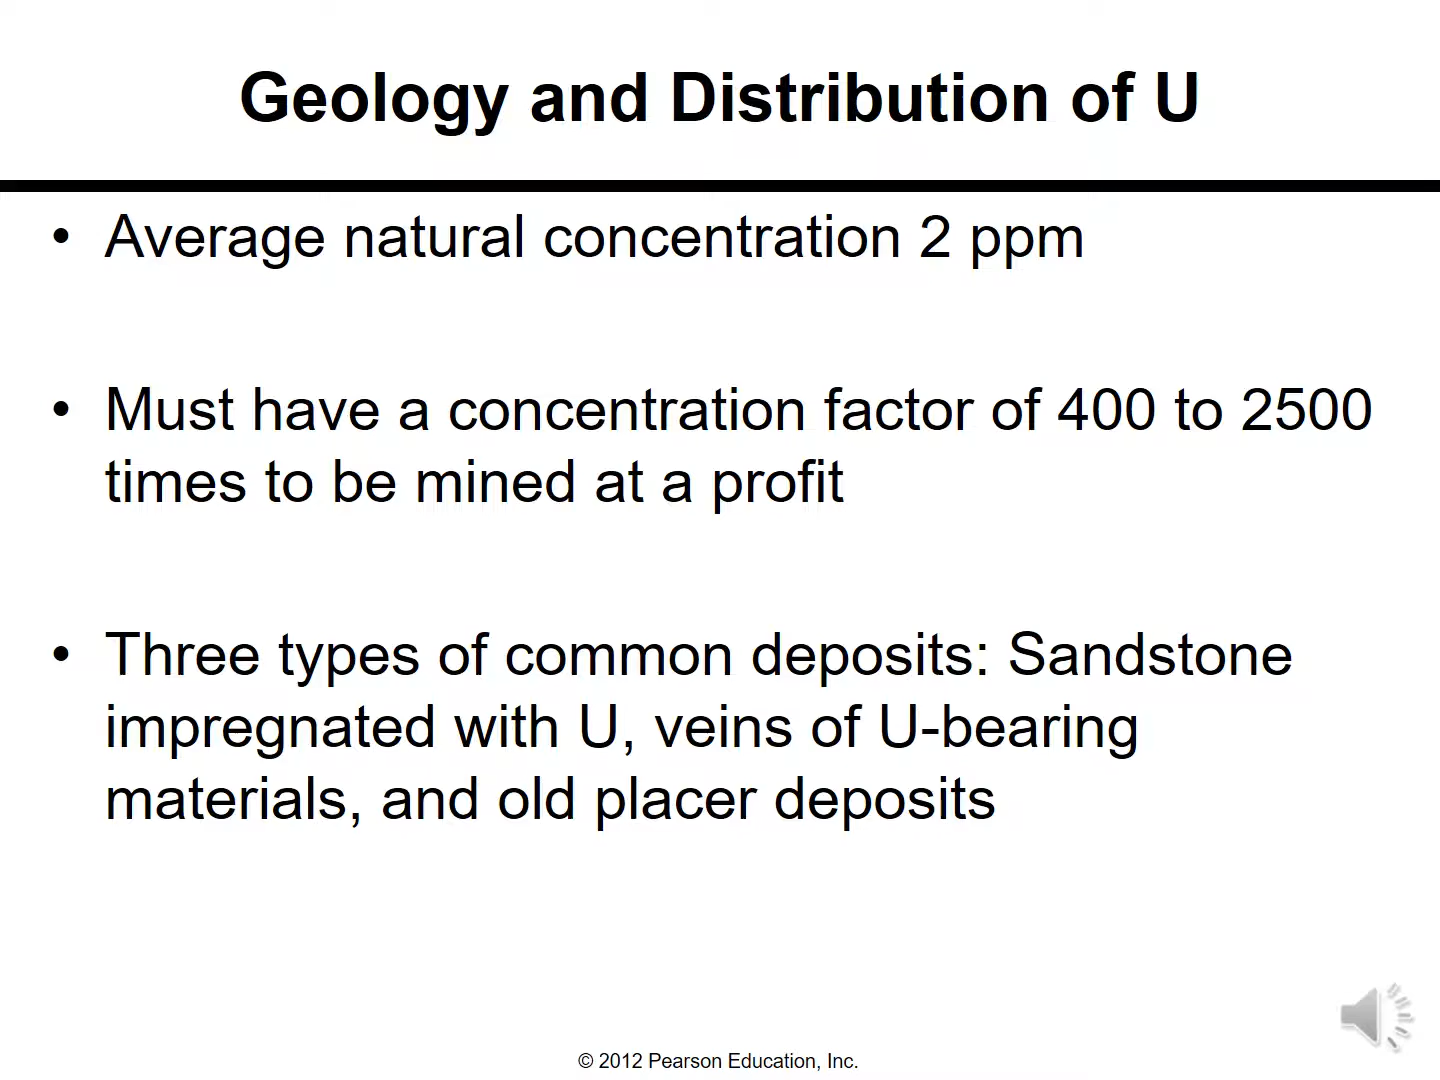 Geology and Distribution of U
• Average natural concentration 2 ppm
• Must have a concentration factor of 400 to 2500
times to be mined at a profit
• Three types of common deposits: Sandstone
impregnated with U, veins of U-bearing
materials, and old placer deposits
© 2012 Pearson Education, Inc.